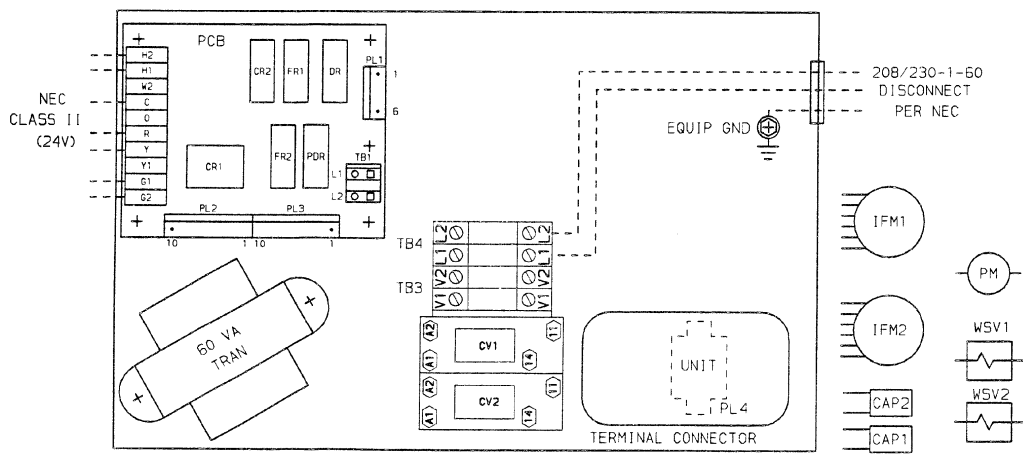 PCB
PL1
1
6
H2
H1
W2
C
O
R
Y
Y1
G1
G2
NEC
CLASS II
(24V)
CR2
FR1
DR
CR1
FR2
PDR
TB1
L1
L2
PL2
PL3
10
1
10
1
208/230-1-60
DISCONNECT
PER NEC
EQUIP GND
TB4
TB3
L2
L2
L1
L1
V2
V2
V1
V1
A2
A1
CV1
11
14
A2
A1
CV2
11
14
60 VA
TRAN
UNIT
PL4
TERMINAL CONNECTOR
IFM1
IFM2
PM
WSV1
WSV2
CAP2
CAP1